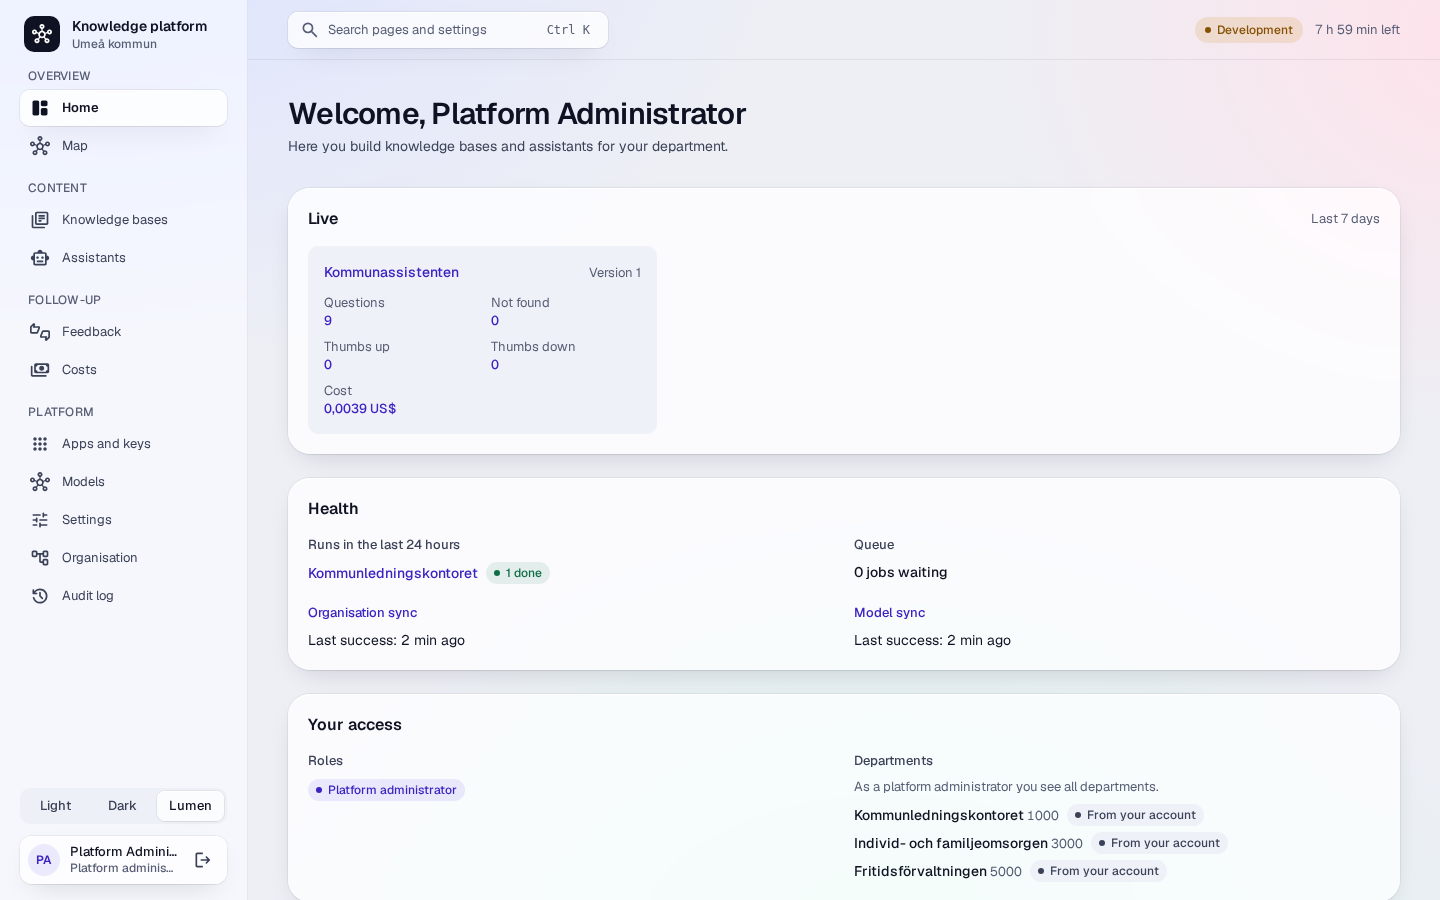 Knowledge platform
Umeå kommun
Search pages and settings
Ctrl K
Development
7 h 59 min left
OVERVIEW
Home
Map
CONTENT
Knowledge bases
Assistants
FOLLOW-UP
Feedback
Costs
PLATFORM
Apps and keys
Models
Settings
Organisation
Audit log
Light Dark Lumen
PA
Platform Admini...
Platform adminis...
Welcome, Platform Administrator
Here you build knowledge bases and assistants for your department.
Live
Last 7 days
Kommunassistenten
Version 1
Questions
9
Not found
0
Thumbs up
0
Thumbs down
0
Cost
0,0039 US$
Health
Runs in the last 24 hours
Kommunledningskontoret 1 done
Queue
0 jobs waiting
Organisation sync
Last success: 2 min ago
Model sync
Last success: 2 min ago
Your access
Roles
Platform administrator
Departments
As a platform administrator you see all departments.
Kommunledningskontoret 1000 From your account
Individ- och familjeomsorgen 3000 From your account
Fritidsförvaltningen 5000 From your account